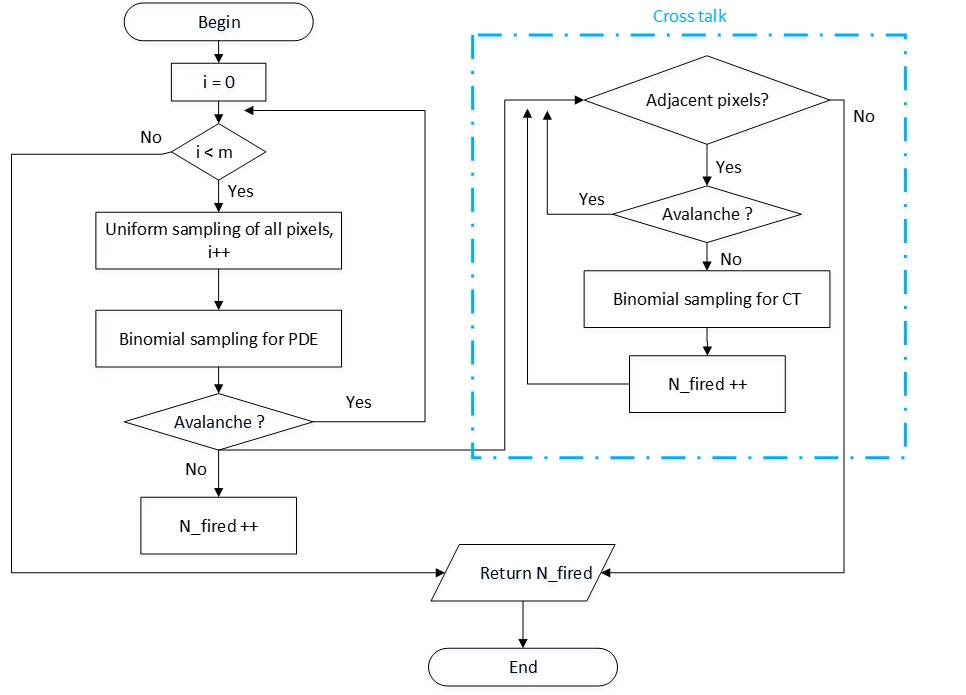 Begin
i = 0
No
i < m
Yes
Uniform sampling of all pixels,
i++
Binomial sampling for PDE
Avalanche ?
Yes
No
N_fired ++
Cross talk
Adjacent pixels?
No
Yes
Yes
Avalanche ?
No
Binomial sampling for CT
N_fired ++
Return N_fired
End